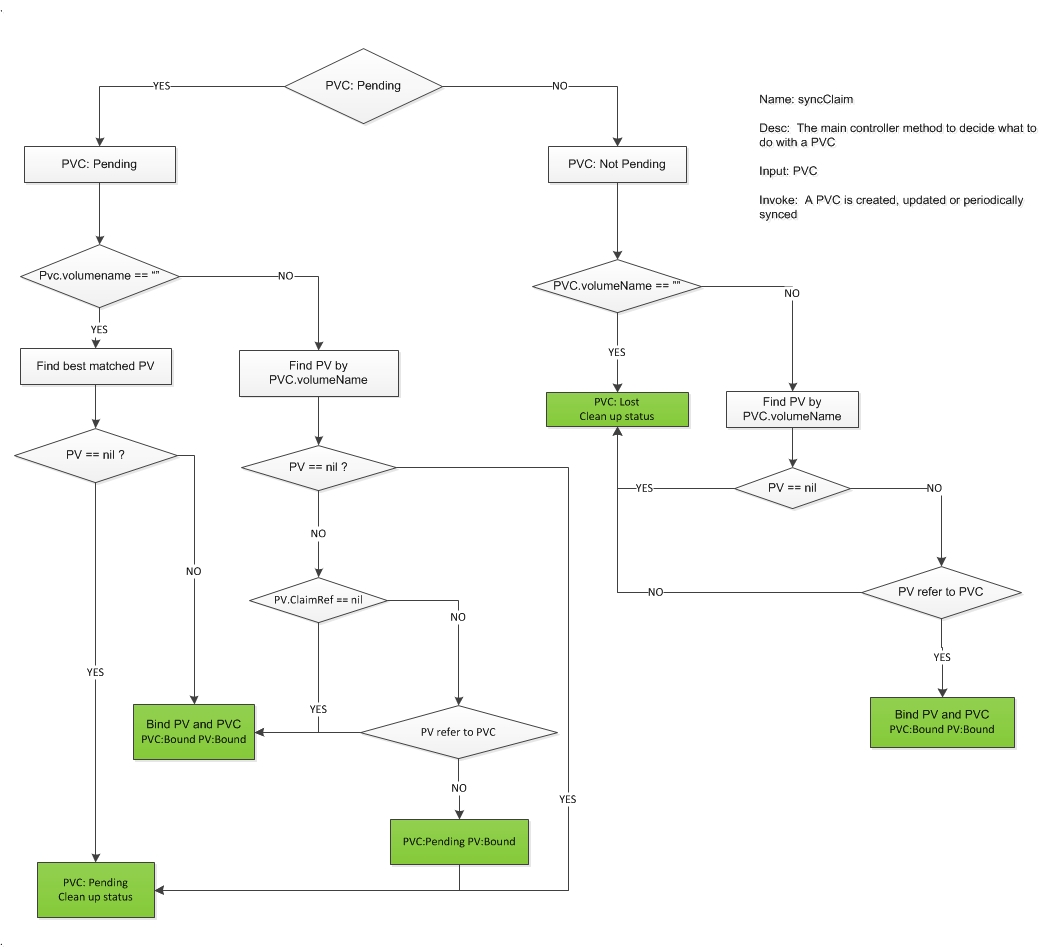 PVC: Pending
YES
NO
Name: syncClaim
Desc:  The main controller method to decide what to
do with a PVC
Input: PVC
Invoke:  A PVC is created, updated or periodically
synced
PVC: Pending
PVC: Not Pending
Pvc.volumename == “”
NO
PVC.volumeName == “”
NO
YES
YES
Find best matched PV
Find PV by
PVC.volumeName
PVC: Lost
Clean up status
Find PV by
PVC.volumeName
PV == nil ?
PV == nil ?
PV == nil
YES
NO
NO
NO
PV.ClaimRef == nil
NO
PV refer to PVC
NO
YES
YES
YES
Bind PV and PVC
PVC:Bound PV:Bound
PV refer to PVC
Bind PV and PVC
PVC:Bound PV:Bound
NO
YES
PVC:Pending PV:Bound
PVC: Pending
Clean up status